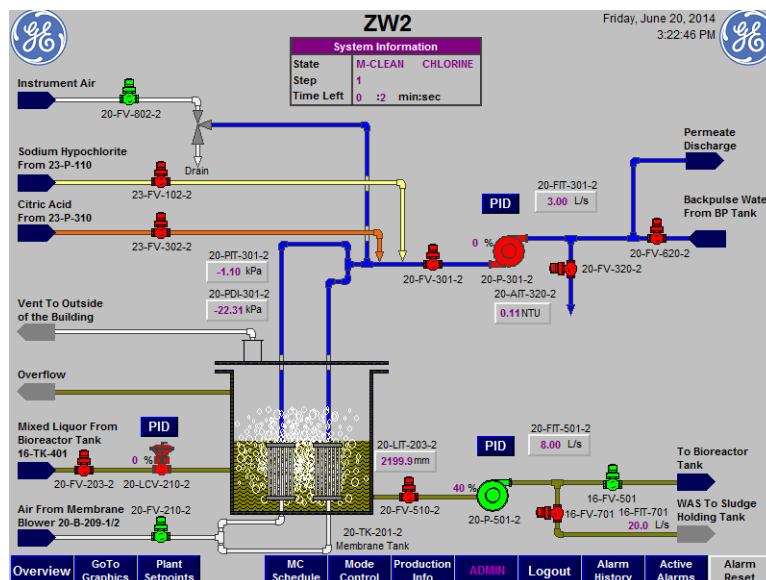 ZW2
Friday, June 20, 2014
3:22:46 PM
System Information
State M-CLEAN CHLORINE
Step 1
Time Left 0 :2 min:sec
Instrument Air
20-FV-802-2
Drain
Sodium Hypochlorite
From 23-P-110
23-FV-102-2
Citric Acid
From 23-P-310
23-FV-302-2
Permeate
Discharge
20-FIT-301-2
PID
3.00 L/s
Backpulse Wate
From BP Tank
0 %
20-FV-620-2
20-PIT-301-2
-1.10 kPa
20-FV-301-2
20-P-301-2
20-FV-320-2
20-PDI-301-2
-22.31 kPa
20-AIT-320-2
0.11 NTU
Vent To Outside
of the Building
Overflow
Mixed Liquor From
Bioreactor Tank
16-TK-401
PID
0 %
20-FV-203-2
20-LCV-210-2
20-LIT-203-2
2199.9 mm
PID
20-FIT-501-2
8.00 L/s
To Bioreactor
Tank
40 %
20-FV-510-2
20-P-501-2
16-FV-501
16-FV-701
16-FIT-701
20.0 L/s
WAS To Sludge
Holding Tank
Air From Membrane
Blower 20-B-209-1/2
20-FV-210-2
20-TK-201-2
Membrane Tank
Overview
GoTo
Graphics
Plant
Setpoints
MC
Schedule
Mode
Control
Production
Info
ADMIN
Logout
Alarm
History
Active
Alarms
Alarm
Reset